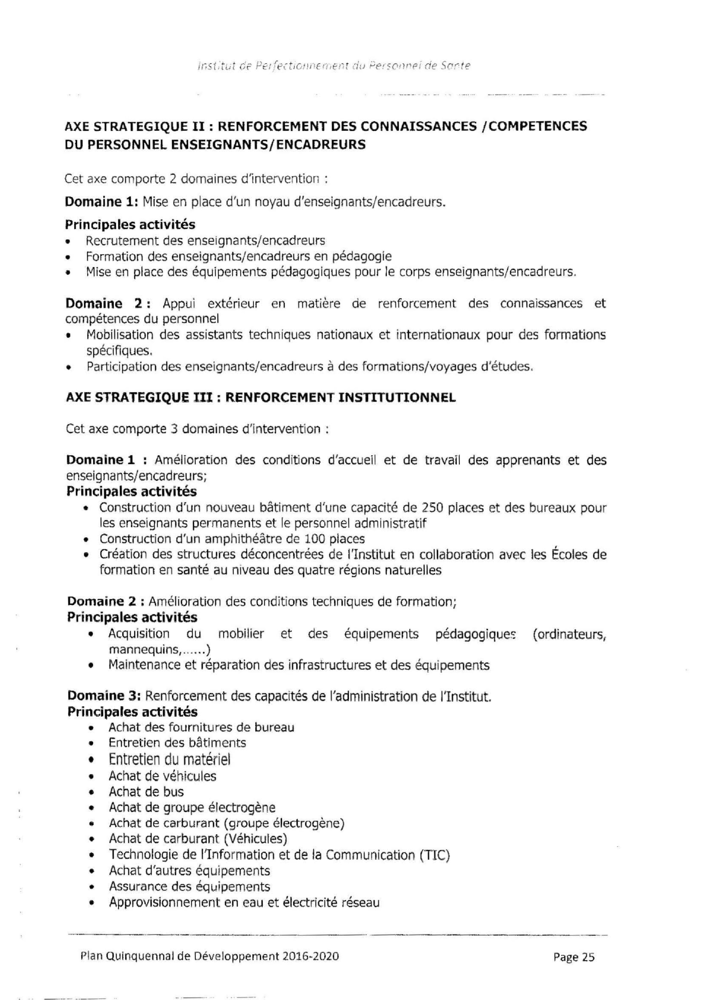 Institut de Perfectionnement du Personnel de Sante
AXE STRATEGIQUE II : RENFORCEMENT DES CONNAISSANCES /COMPETENCES
DU PERSONNEL ENSEIGNANTS/ENCADREURS
Cet axe comporte 2 domaines d'intervention :
Domaine 1: Mise en place d'un noyau d'enseignants/encadreurs.
Principales activités
• Recrutement des enseignants/encadreurs
• Formation des enseignants/encadreurs en pédagogie
• Mise en place des équipements pédagogiques pour le corps enseignants/encadreurs.
Domaine 2 : Appui extérieur en matière de renforcement des connaissances et
compétences du personnel
• Mobilisation des assistants techniques nationaux et internationaux pour des formations
spécifiques.
• Participation des enseignants/encadreurs à des formations/voyages d'études.
AXE STRATEGIQUE III : RENFORCEMENT INSTITUTIONNEL
Cet axe comporte 3 domaines d'intervention :
Domaine 1 : Amélioration des conditions d'accueil et de travail des apprenants et des
enseignants/encadreurs;
Principales activités
• Construction d'un nouveau bâtiment d'une capacité de 250 places et des bureaux pour
les enseignants permanents et le personnel administratif
• Construction d'un amphithéâtre de 100 places
• Création des structures déconcentrées de l'Institut en collaboration avec les Écoles de
formation en santé au niveau des quatre régions naturelles
Domaine 2 : Amélioration des conditions techniques de formation;
Principales activités
• Acquisition du mobilier et des équipements pédagogiques (ordinateurs,
mannequins,......)
• Maintenance et réparation des infrastructures et des équipements
Domaine 3: Renforcement des capacités de l'administration de l'Institut.
Principales activités
• Achat des fournitures de bureau
• Entretien des bâtiments
• Entretien du matériel
• Achat de véhicules
• Achat de bus
• Achat de groupe électrogène
• Achat de carburant (groupe électrogène)
• Achat de carburant (Véhicules)
• Technologie de l'Information et de la Communication (TIC)
• Achat d'autres équipements
• Assurance des équipements
• Approvisionnement en eau et électricité réseau
Plan Quinquennal de Développement 2016-2020
Page 25